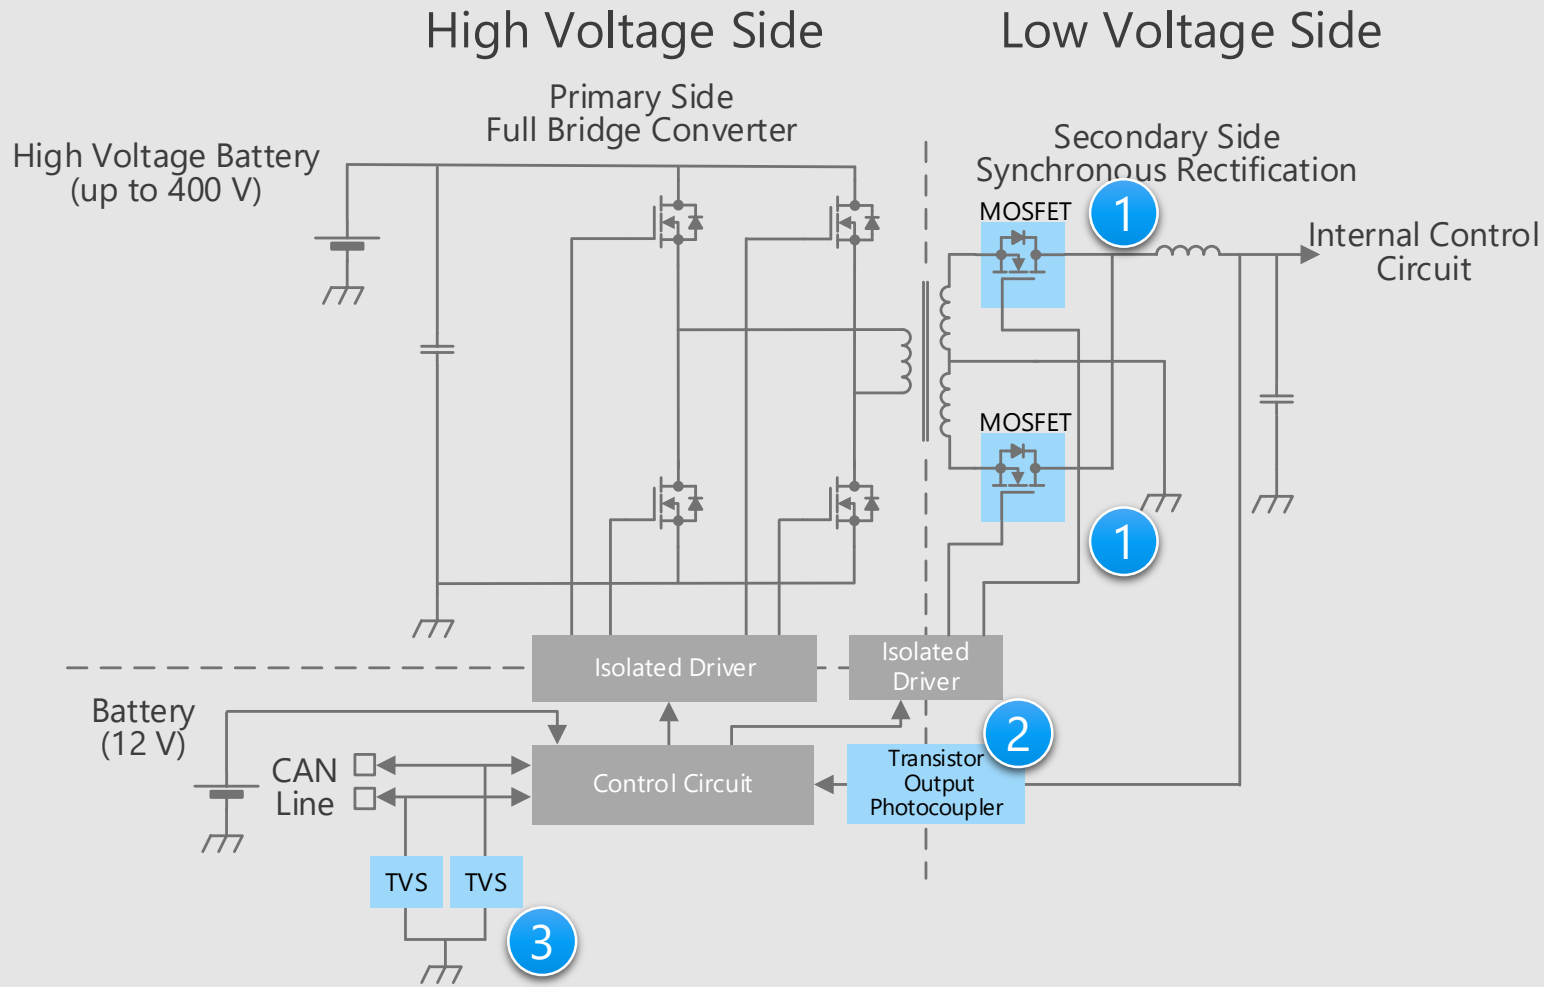 High Voltage Side
Low Voltage Side
Primary Side
Full Bridge Converter
High Voltage Battery
(up to 400 V)
Secondary Side
Synchronous Rectification
MOSFET
1
Internal Control
Circuit
MOSFET
1
Isolated Driver
Isolated
Driver
Battery
(12 V)
2
CAN
Line
Control Circuit
Transistor
Output
Photocoupler
TVS
TVS
3